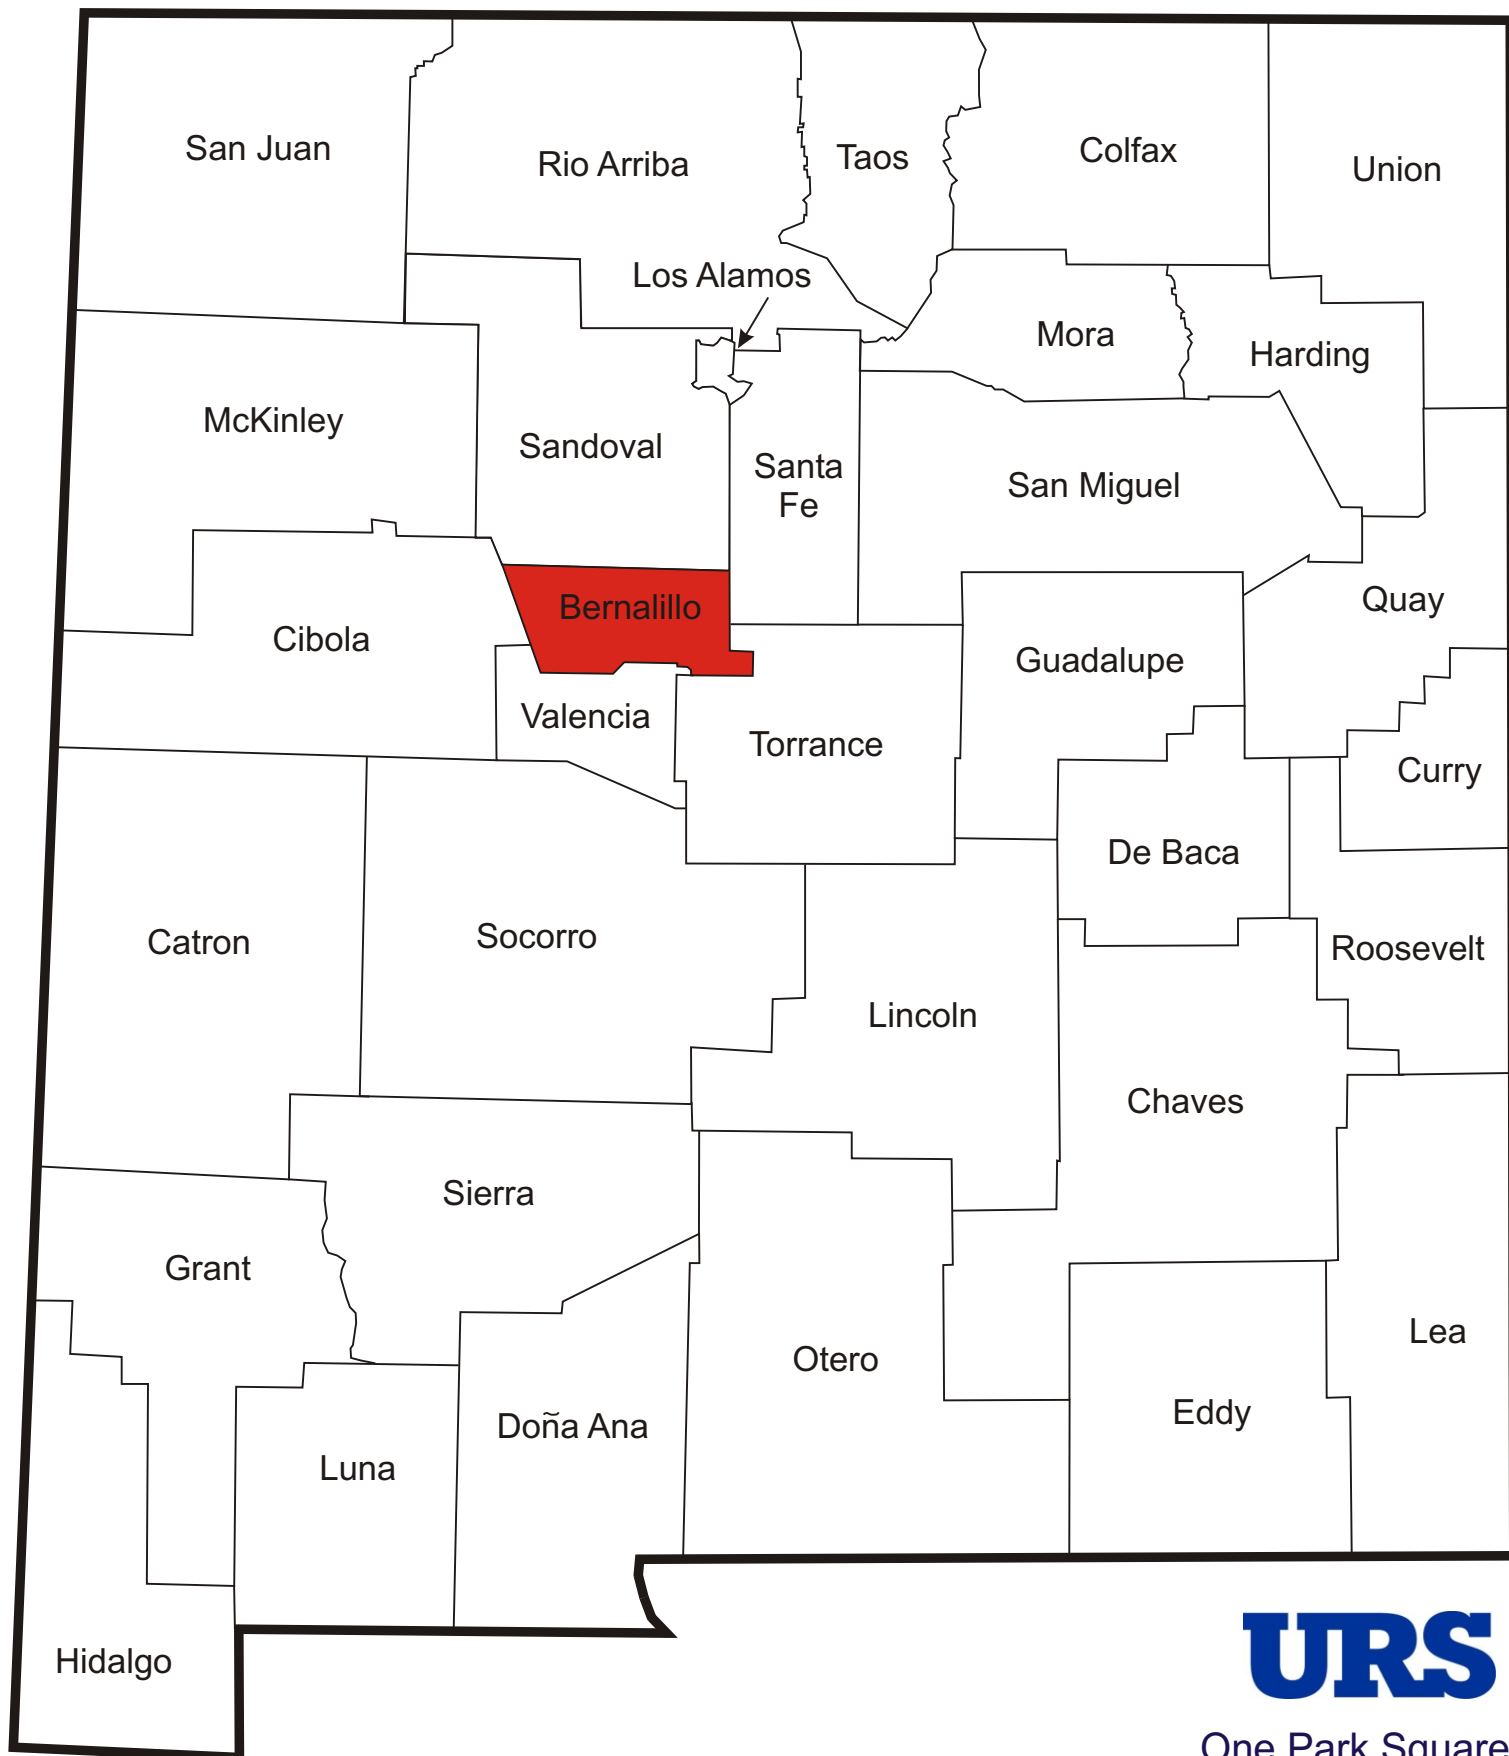 San Juan
Rio Arriba
Taos
Colfax
Union
Los Alamos
Mora
Harding
McKinley
Sandoval
Santa
Fe
San Miguel
Bernalillo
Quay
Cibola
Guadalupe
Valencia
Torrance
Curry
De Baca
Catron
Socorro
Roosevelt
Lincoln
Chaves
Sierra
Grant
Lea
Otero
Eddy
Doña Ana
Luna
Hidalgo
URS
One Park Square